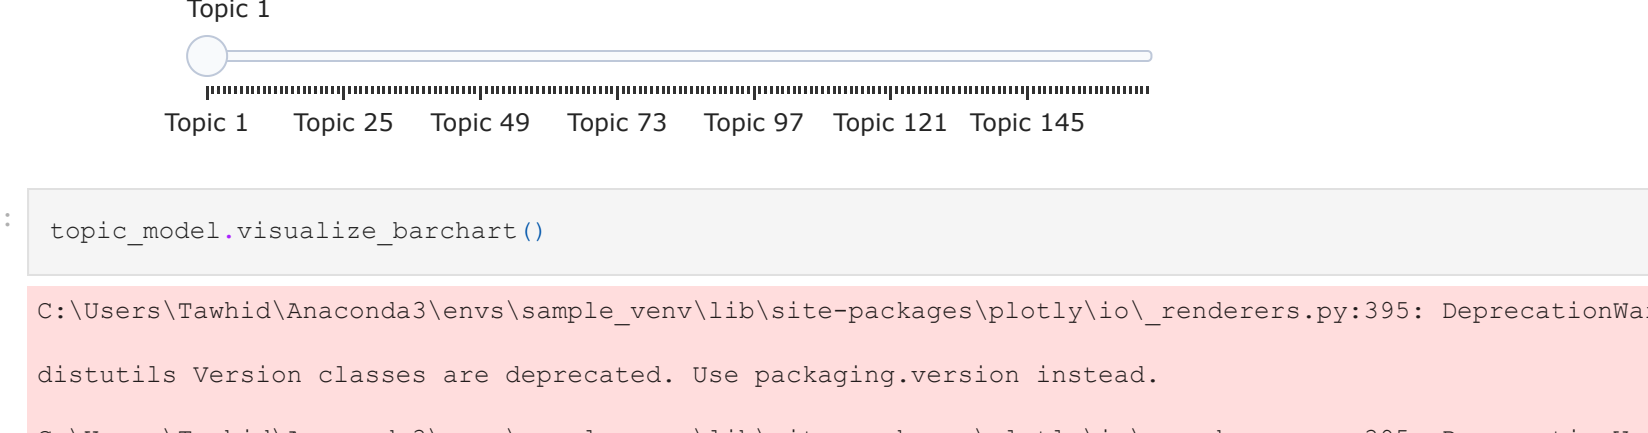 Topic 1
Topic 1 Topic 25 Topic 49 Topic 73 Topic 97 Topic 121 Topic 145
:
topic_model.visualize_barchart()
C:\Users\Tawhid\Anaconda3\envs\sample_venv\lib\site-packages\plotly\io\_renderers.py:395: DeprecationWar
distutils Version classes are deprecated. Use packaging.version instead.